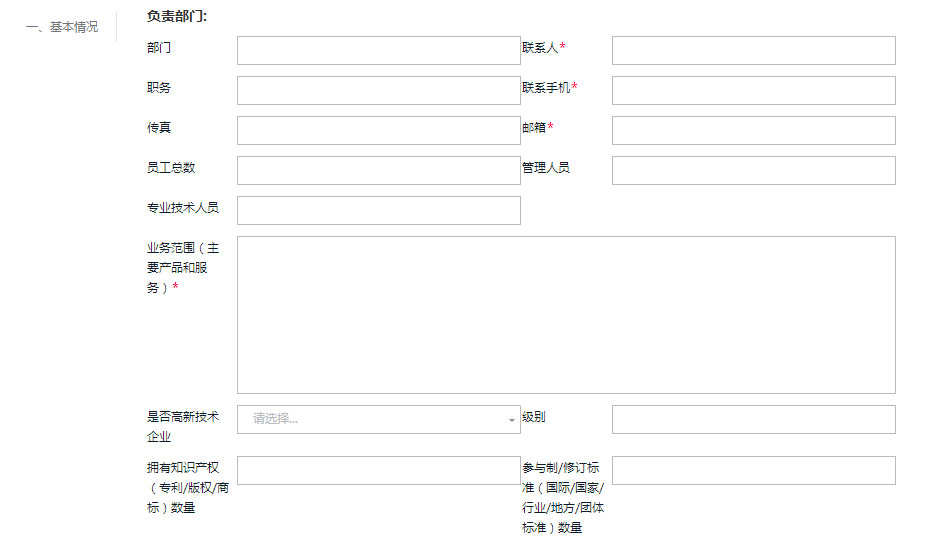 一、基本情况
负责部门:
部门
联系人*
职务
联系手机*
传真
邮箱*
员工总数
管理人员
专业技术人员
业务范围（主
要产品和服
务）*
是否高新技术
企业
请选择...
级别
拥有知识产权
（专利/版权/商
标）数量
参与制/修订标
准（国际/国家/
行业/地方/团体
标准）数量